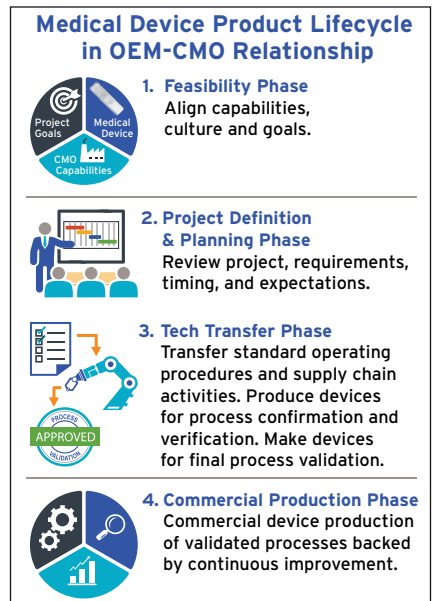 Medical Device Product Lifecycle
in OEM-CMO Relationship
Project
Goals
Medical
Device
CMO
Capabilities
1. Feasibility Phase
Align capabilities,
culture and goals.
2. Project Definition
& Planning Phase
Review project, requirements,
timing, and expectations.
3. Tech Transfer Phase
Transfer standard operating
procedures and supply chain
activities. Produce devices
for process confirmation and
verification. Make devices
for final process validation.
PROCESS
APPROVED
VALIDATION
4. Commercial Production Phase
Commercial device production
of validated processes backed
by continuous improvement.